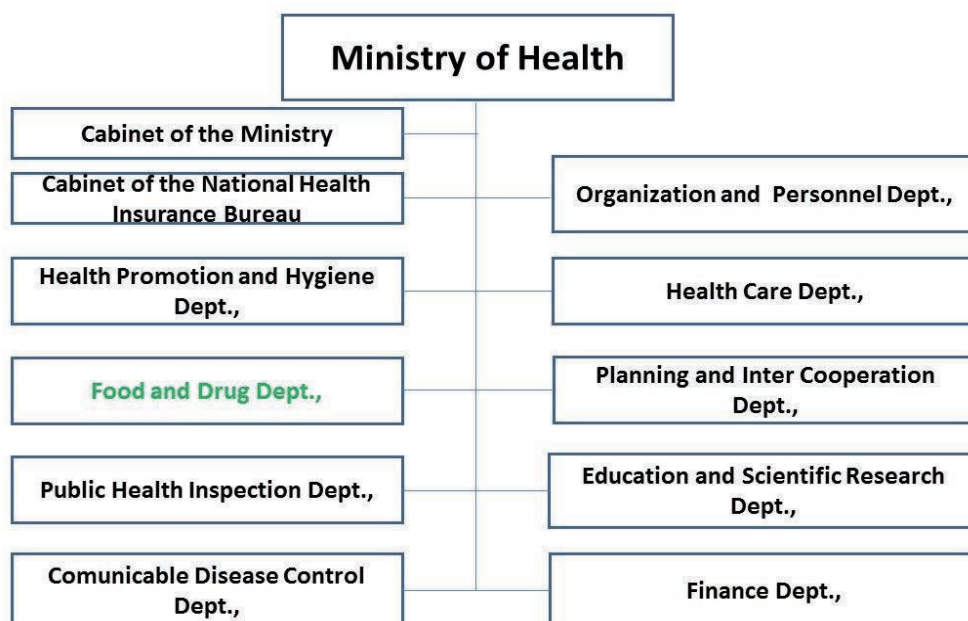 Ministry of Health
Cabinet of the Ministry
Cabinet of the National Health
Insurance Bureau
Organization and Personnel Dept.,
Health Promotion and Hygiene
Dept.,
Health Care Dept.,
Food and Drug Dept.,
Planning and Inter Cooperation
Dept.,
Public Health Inspection Dept.,
Education and Scientific Research
Dept.,
Comunicable Disease Control
Dept.,
Finance Dept.,